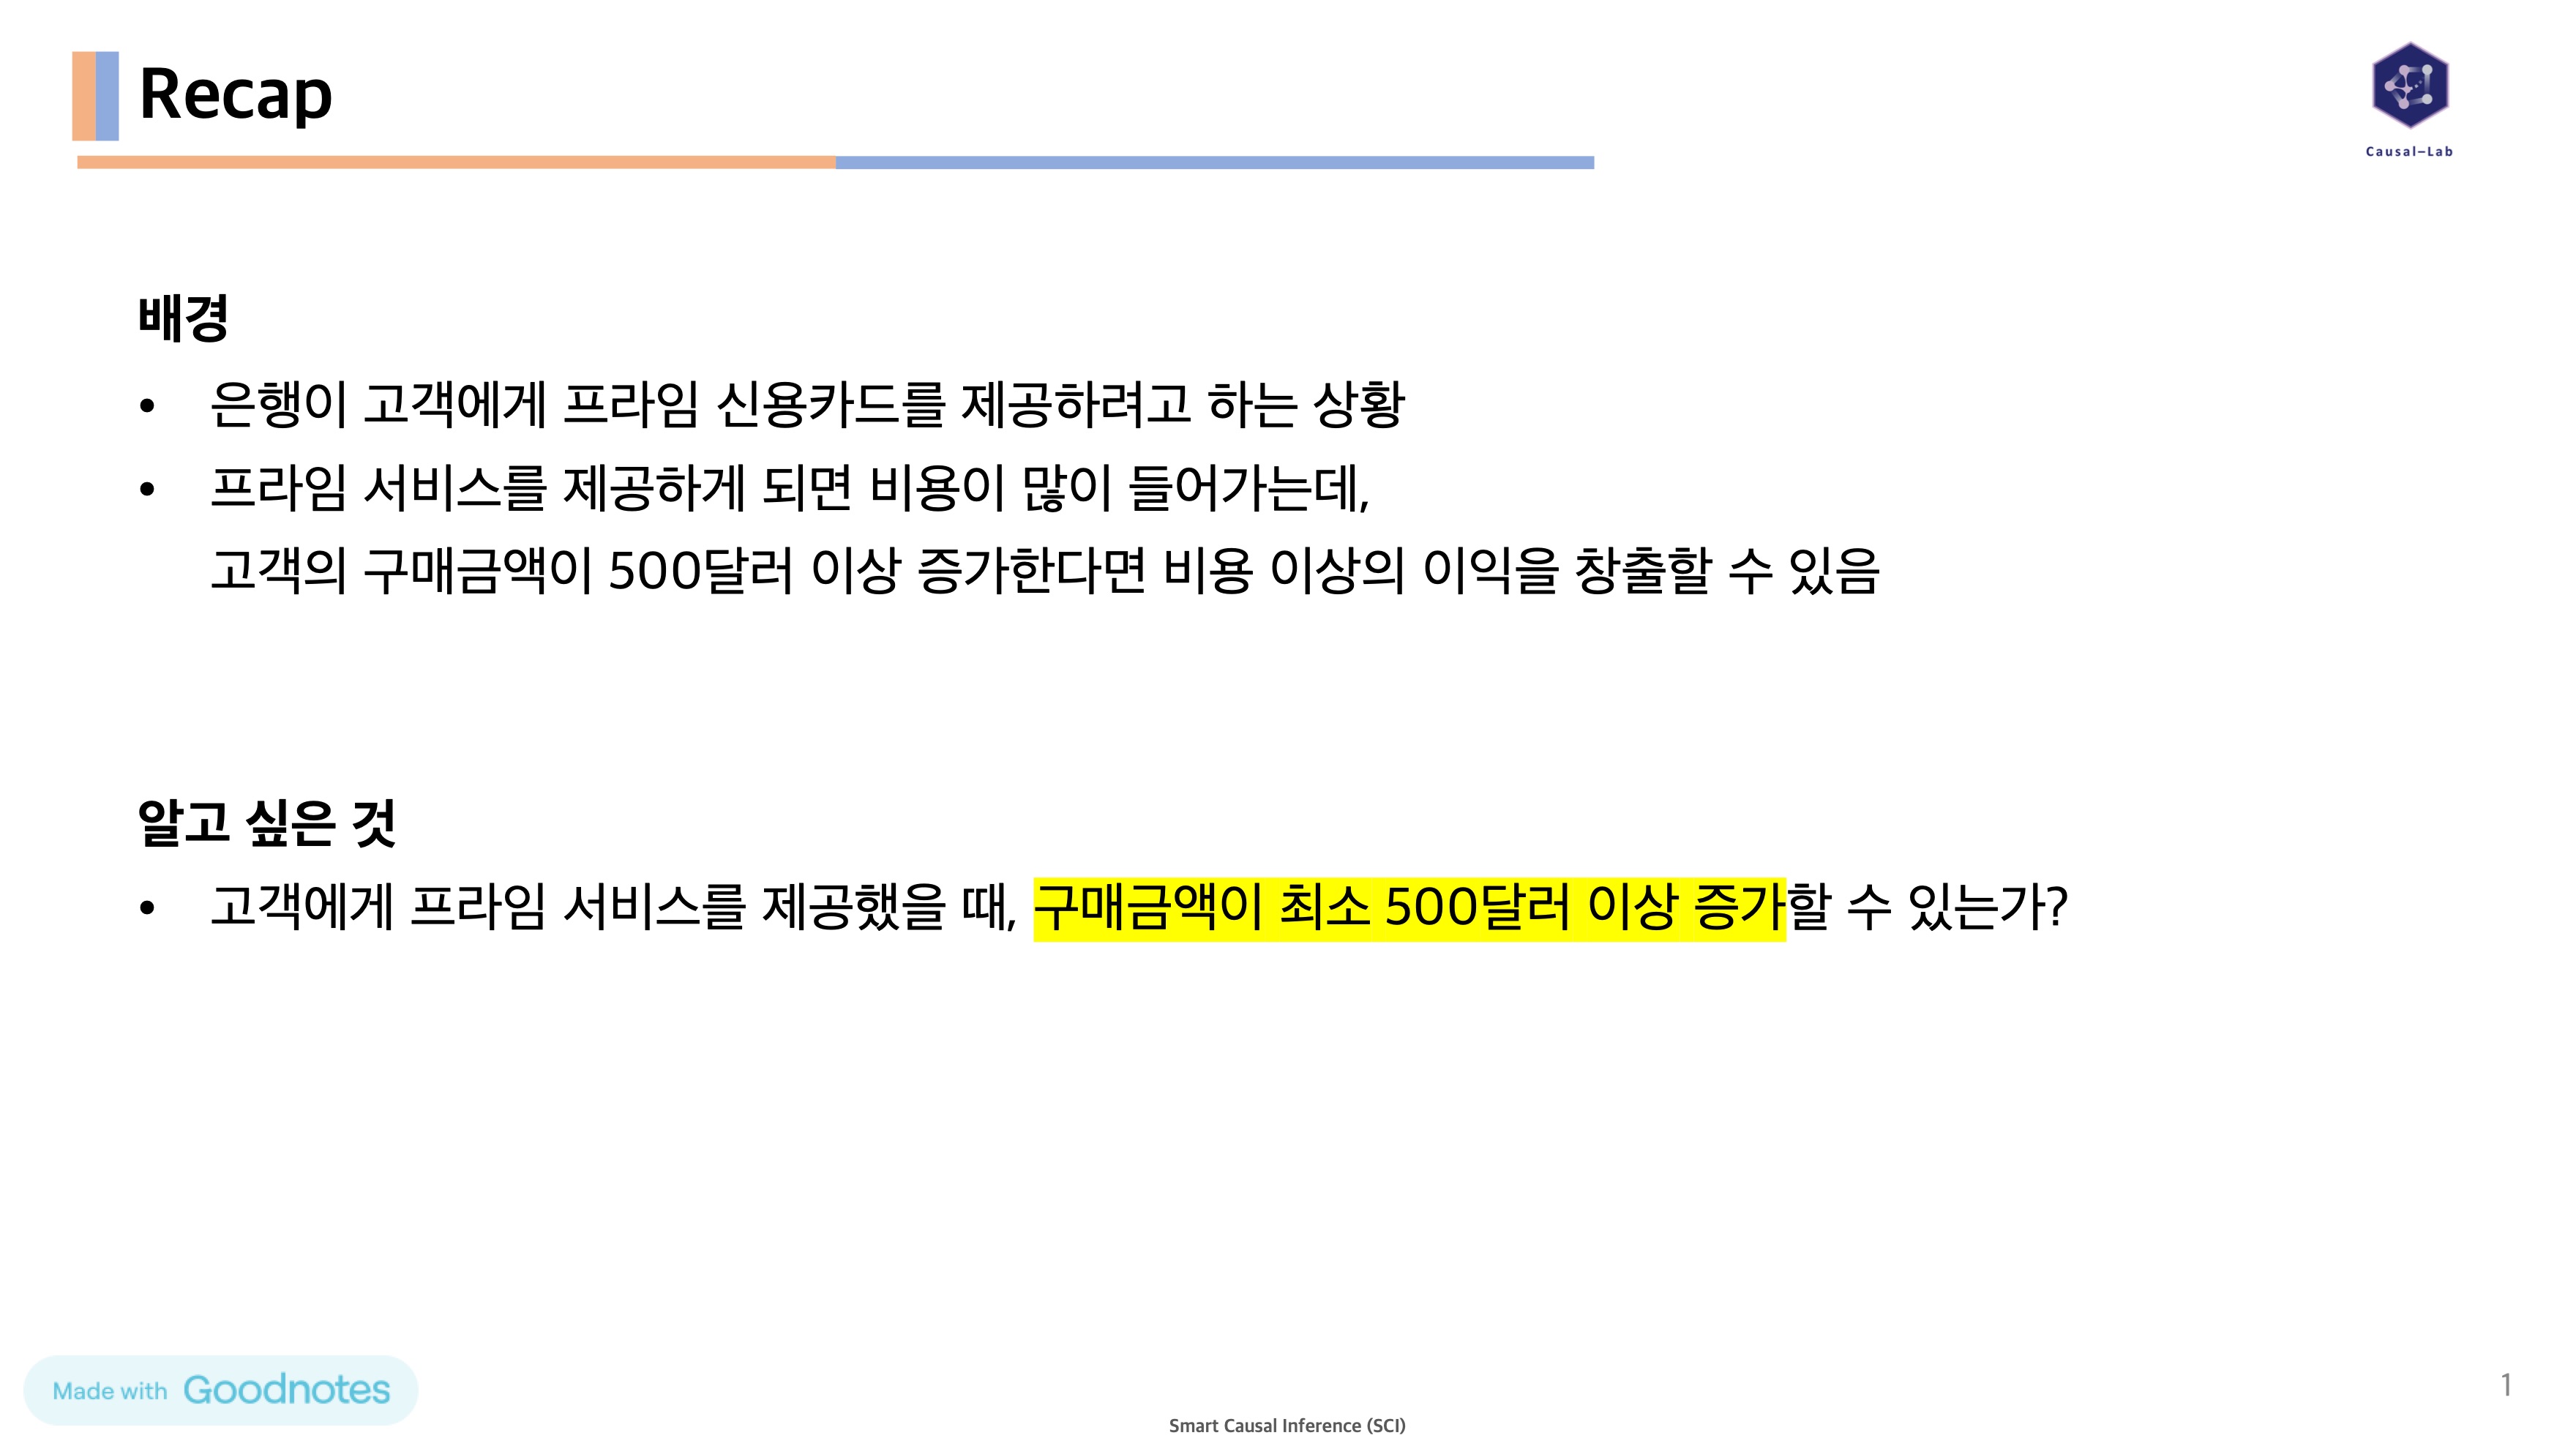 Recap
Causal-Lab
배경
• 은행이 고객에게 프라임 신용카드를 제공하려고 하는 상황
• 프라임 서비스를 제공하게 되면 비용이 많이 들어가는데,
고객의 구매금액이 500달러 이상 증가한다면 비용 이상의 이익을 창출할 수 있음
알고 싶은 것
• 고객에게 프라임 서비스를 제공했을 때, 구매금액이 최소 500달러 이상 증가할 수 있는가?
Made with Goodnotes
1
Smart Causal Inference (SCI)